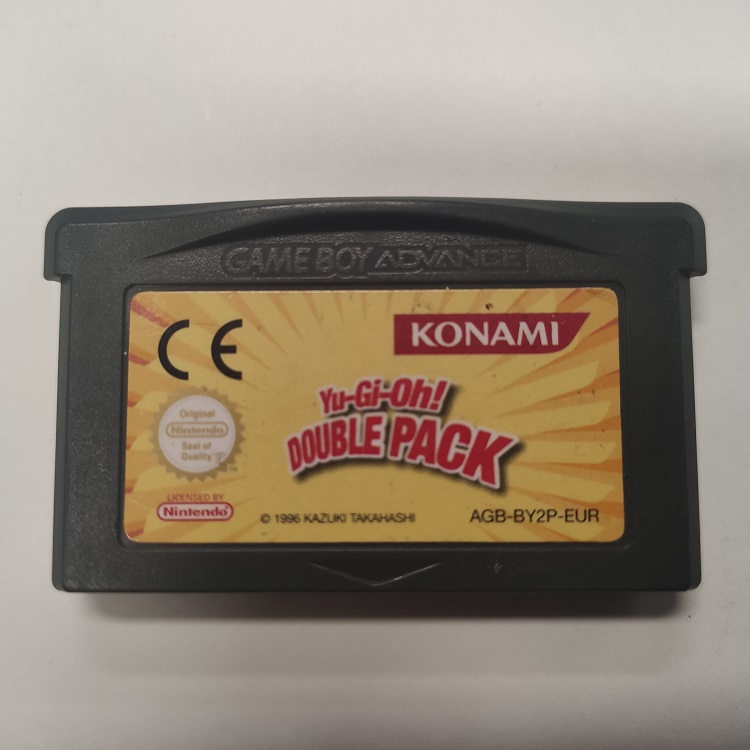 GAME BOY ADVANCE
CE
KONAMI
Yu-Gi-Oh!
DOUBLE PACK
Original
Nintendo
Seal of
Quality
LICENSED BY
Nintendo
© 1996 KAZUKI TAKAHASHI
AGB-BY2P-EUR